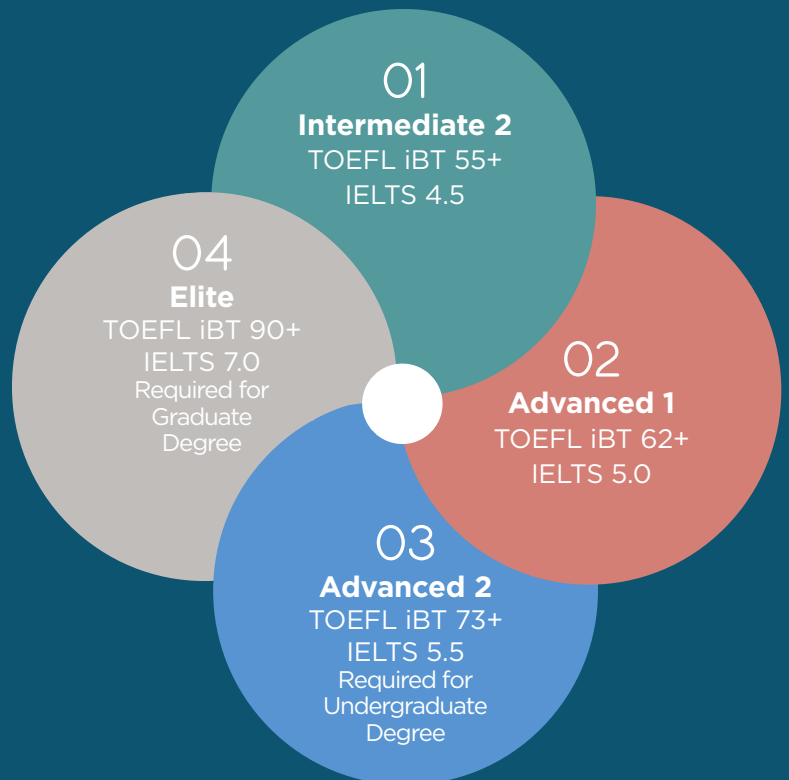 01
Intermediate 2
TOEFL iBT 55+
IELTS 4.5
02
Advanced 1
TOEFL iBT 62+
IELTS 5.0
03
Advanced 2
TOEFL iBT 73+
IELTS 5.5
Required for
Undergraduate
Degree
04
Elite
TOEFL iBT 90+
IELTS 7.0
Required for
Graduate
Degree